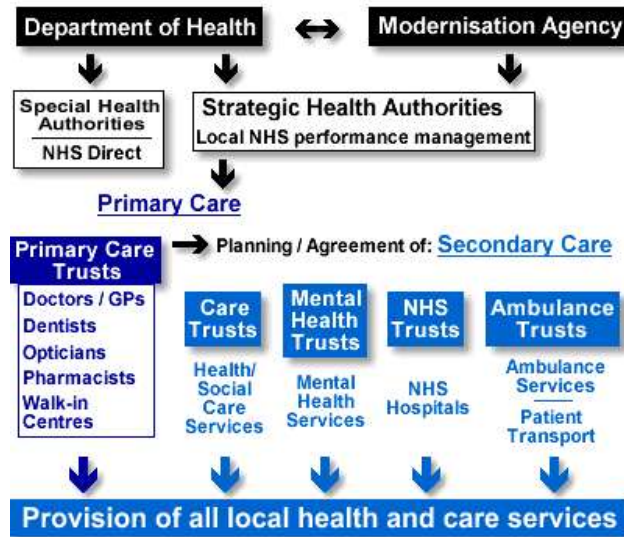 Department of Health
Modernisation Agency
Special Health
Authorities
NHS Direct
Strategic Health Authorities
Local NHS performance management
Primary Care
Primary Care
Trusts
Planning / Agreement of: Secondary Care
Doctors / GPs
Dentists
Opticians
Pharmacists
Walk-in
Centres
Care
Trusts
Health/
Social
Care
Services
Mental
Health
Trusts
Mental
Health
Services
NHS
Trusts
NHS
Hospitals
Ambulance
Trusts
Ambulance
Services
Patient
Transport
Provision of all local health and care services